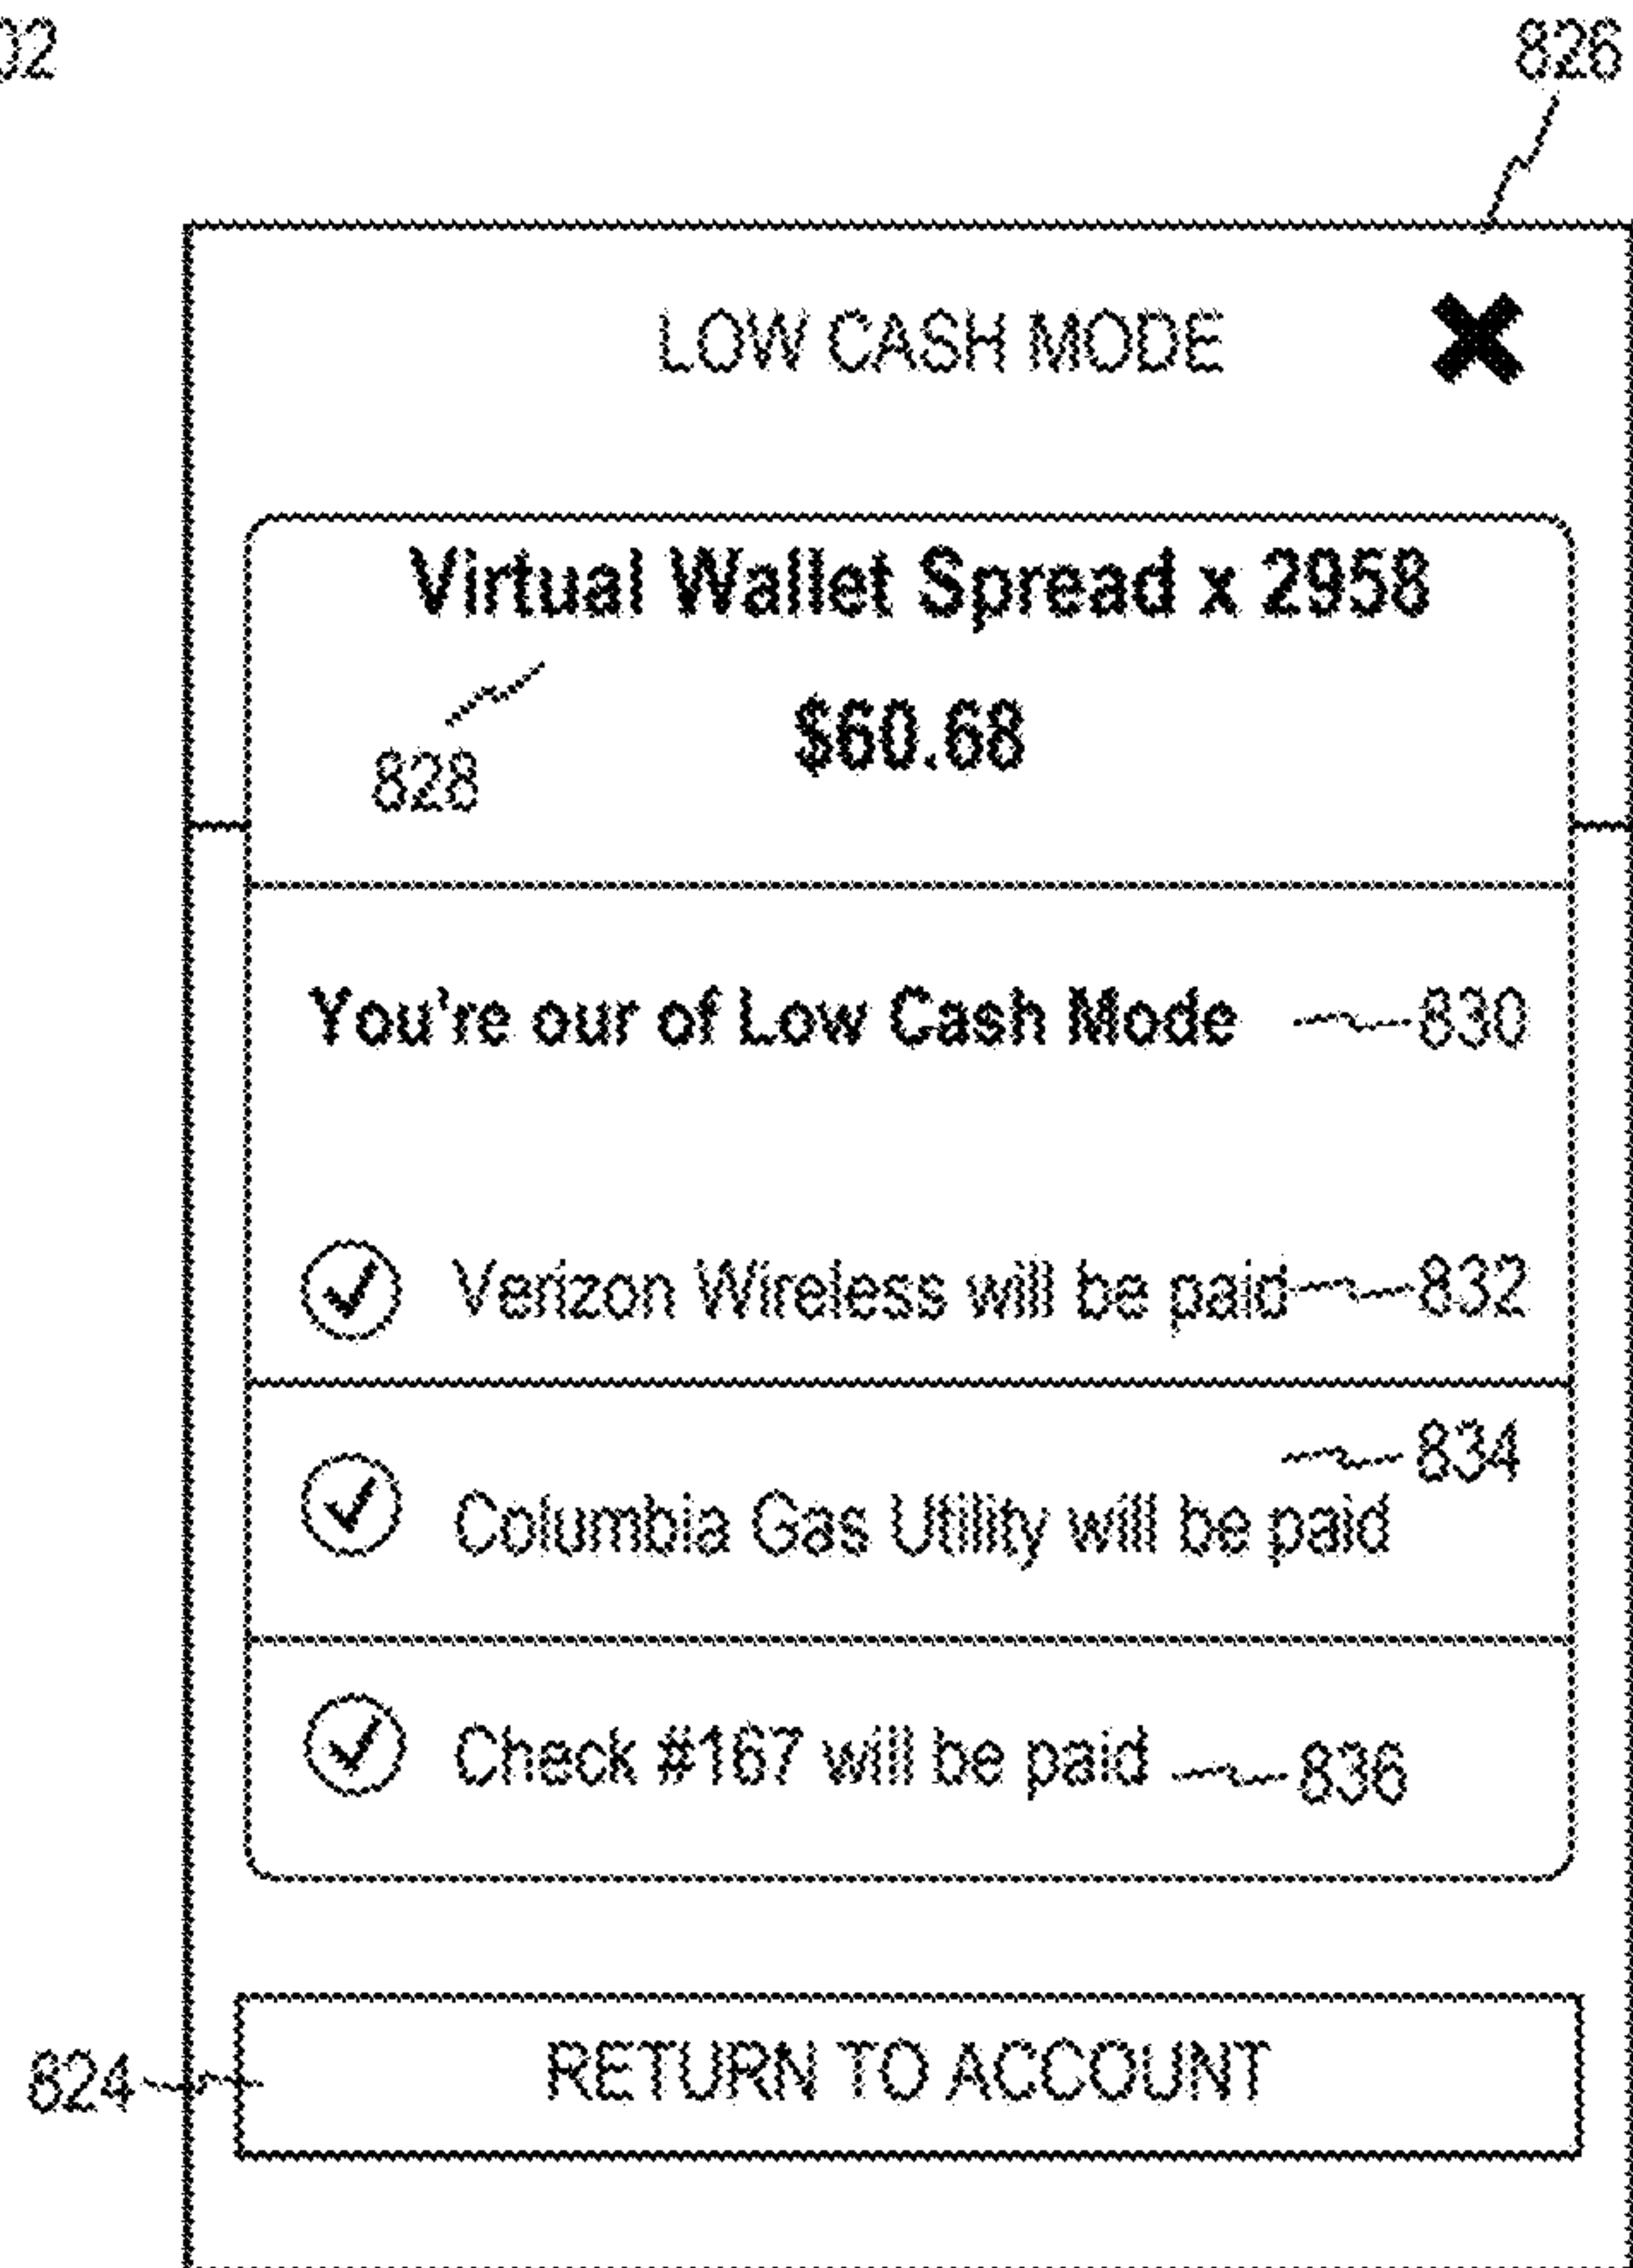 02
826
LOW CASH MODE
Virtual Wallet Spread x 2958
$60.68
828
You're our of Low Cash Mode 830
Verizon Wireless will be paid 832
834
Columbia Gas Utility will be paid
Check #167 will be paid 836
824 RETURN TO ACCOUNT